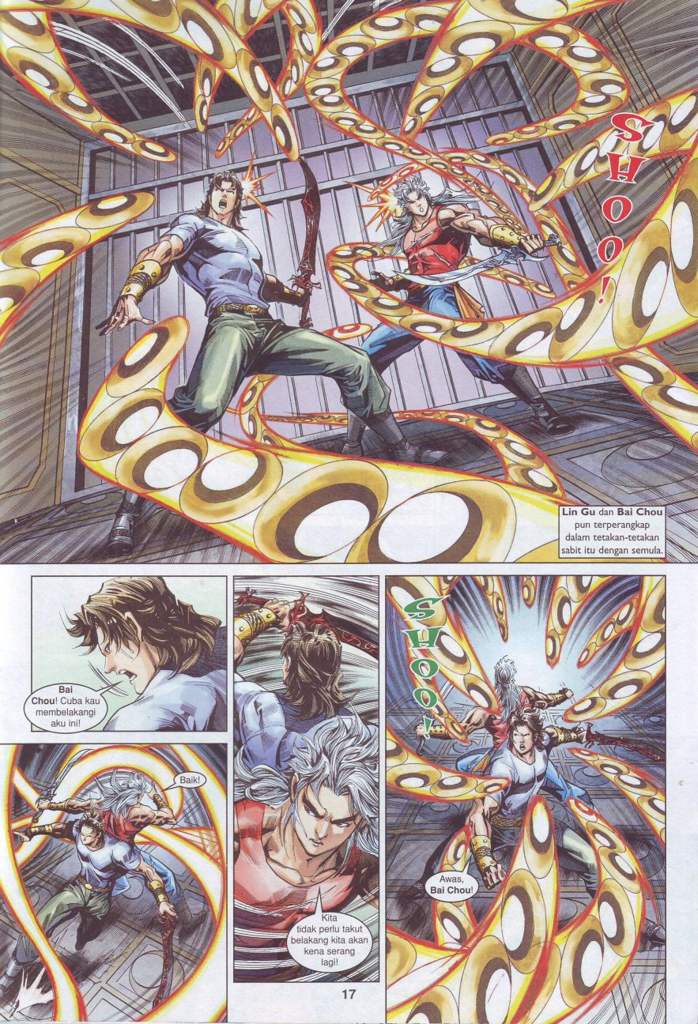 SHOO!
Lin Gu dan Bai Chou
pun terperangkap
dalam tetakan-tetakan
sabit itu dengan semula.
Bai
Chou! Cuba kau
membelakangi
aku ini!
Baik!
Kita
tidak perlu takut
belakang kita akan
kena serang
lagi!
SHOOO!
Awas,
Bai Chou!
17